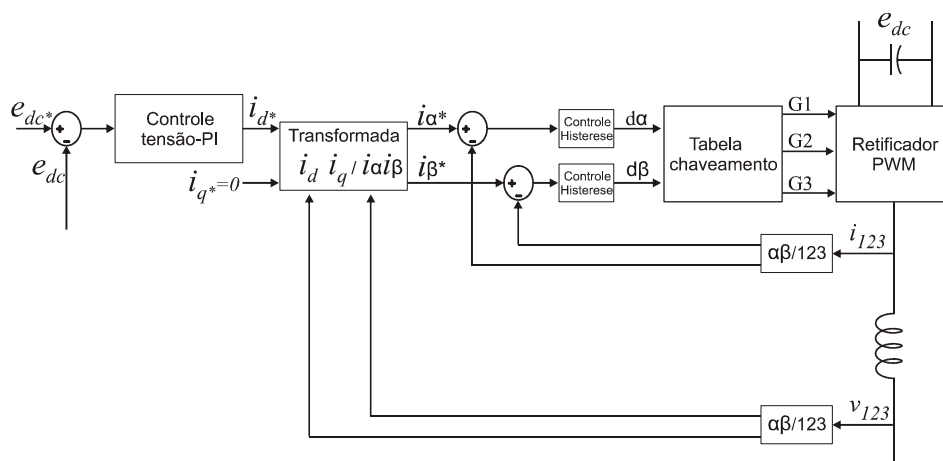 e_dc
e_dc*
+
-
e_dc
Controle
tensão-PI
i_d*
i_q*=0
Transformada
i_d i_q / iαiβ
iα*
iβ*
-
-
Controle
Histerese
Controle
Histerese
dα
dβ
Tabela
chaveamento
G1
G2
G3
Retificador
PWM
αβ/123
i_123
αβ/123
v_123